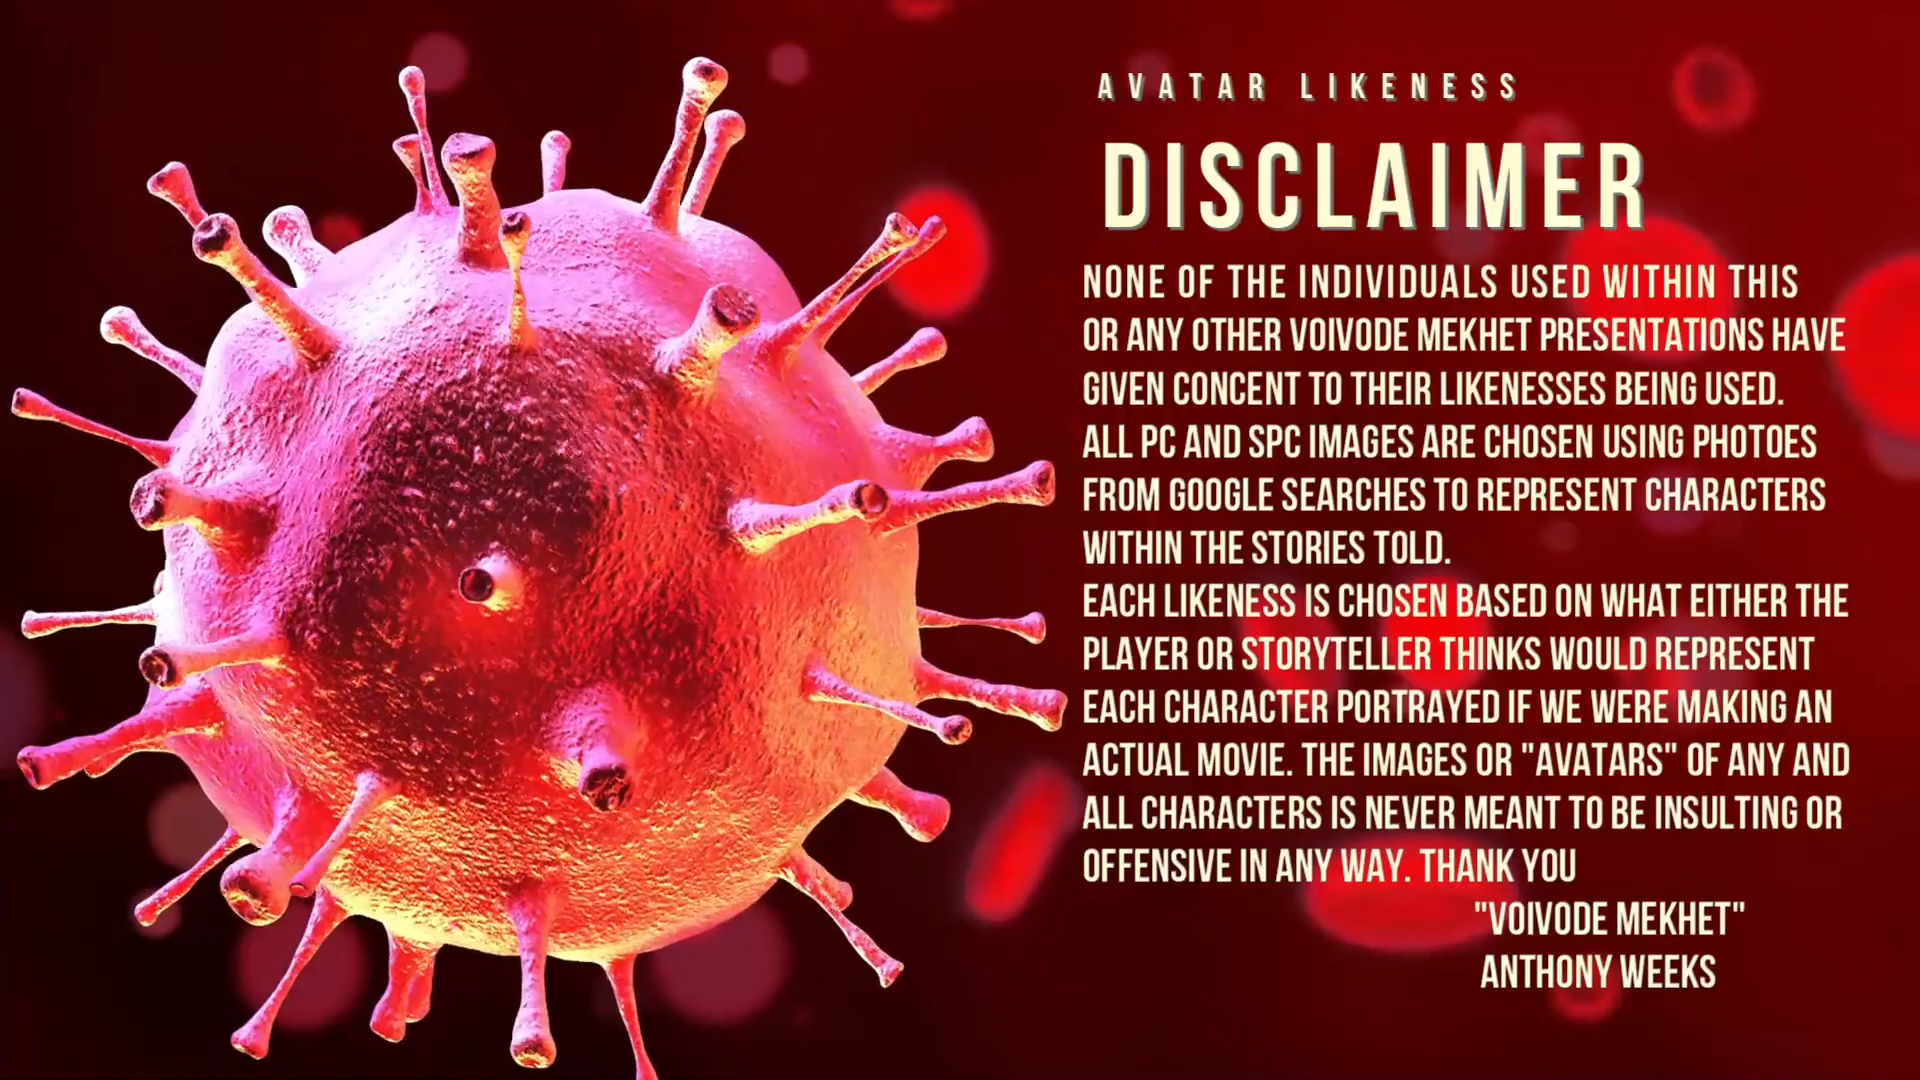 AVATAR LIKENESS
DISCLAIMER
NONE OF THE INDIVIDUALS USED WITHIN THIS
OR ANY OTHER VOIVODE MEKHET PRESENTATIONS HAVE
GIVEN CONCENT TO THEIR LIKENESSES BEING USED.
ALL PC AND SPC IMAGES ARE CHOSEN USING PHOTOES
FROM GOOGLE SEARCHES TO REPRESENT CHARACTERS
WITHIN THE STORIES TOLD.
EACH LIKENESS IS CHOSEN BASED ON WHAT EITHER THE
PLAYER OR STORYTELLER THINKS WOULD REPRESENT
EACH CHARACTER PORTRAYED IF WE WERE MAKING AN
ACTUAL MOVIE. THE IMAGES OR "AVATARS" OF ANY AND
ALL CHARACTERS IS NEVER MEANT TO BE INSULTING OR
OFFENSIVE IN ANY WAY. THANK YOU
"VOIVODE MEKHET"
ANTHONY WEEKS